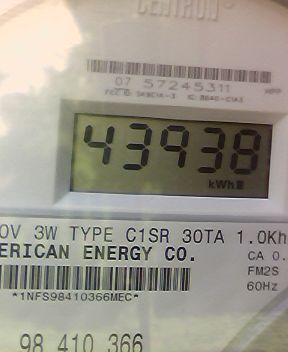 CENTRON
07 57245311
43938
kWh
0V 3W TYPE C1SR 30TA 1.0Kh
ERICAN ENERGY CO.
CA 0.
FM2S
60Hz
*1NFS98410366MEC*
98 410 366